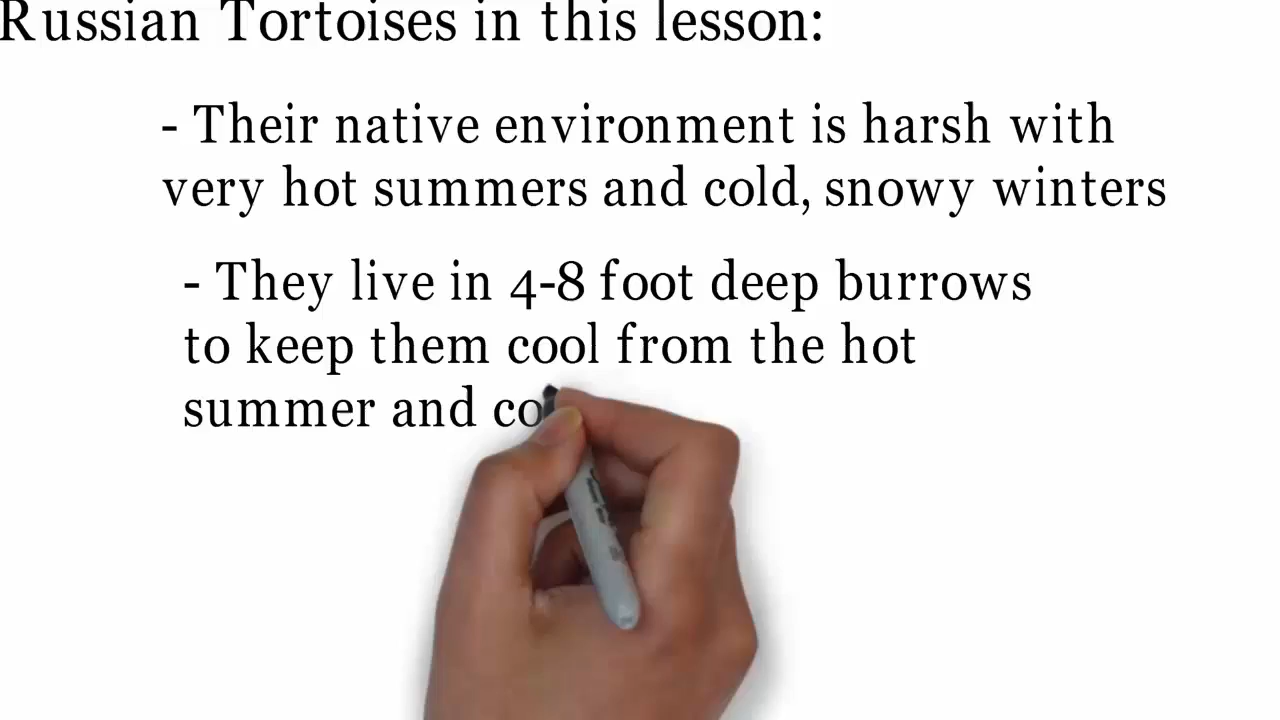 Russian Tortoises in this lesson:
- Their native environment is harsh with
very hot summers and cold, snowy winters
- They live in 4-8 foot deep burrows
to keep them cool from the hot
summer and co